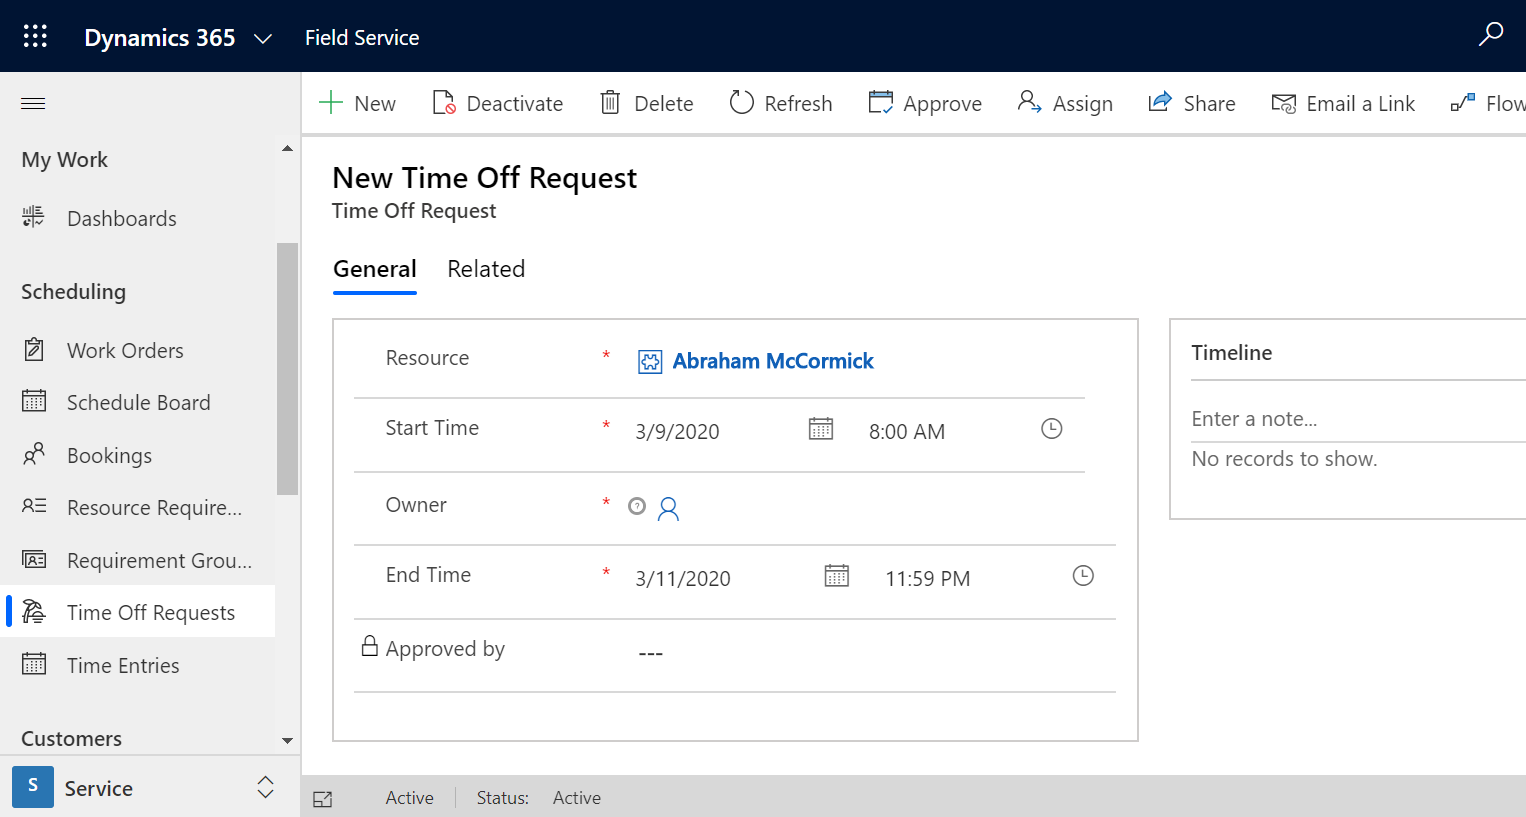 Dynamics 365 Field Service
New Deactivate Delete Refresh Approve Assign Share Email a Link Flow
My Work
Dashboards
Scheduling
Work Orders
Schedule Board
Bookings
Resource Require...
Requirement Grou...
Time Off Requests
Time Entries
Customers
S Service
New Time Off Request
Time Off Request
General Related
Resource * Abraham McCormick
Start Time * 3/9/2020 8:00 AM
Owner *
End Time * 3/11/2020 11:59 PM
Approved by ---
Timeline
Enter a note...
No records to show.
Active Status: Active